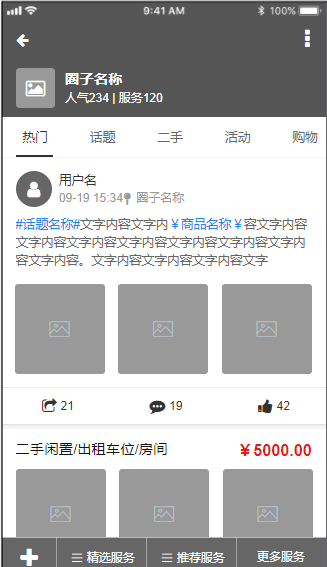 9:41 AM
100%
圈子名称
人气234 | 服务120
热门
话题
二手
活动
购物
用户名
09-19 15:34 圈子名称
#话题名称#文字内容文字内￥商品名称￥容文字内容
文字内容文字内容文字内容文字内容文字内容文字内
容文字内容。文字内容文字内容文字内容文字
21
19
42
二手闲置/出租车位/房间
￥5000.00
精选服务
推荐服务
更多服务